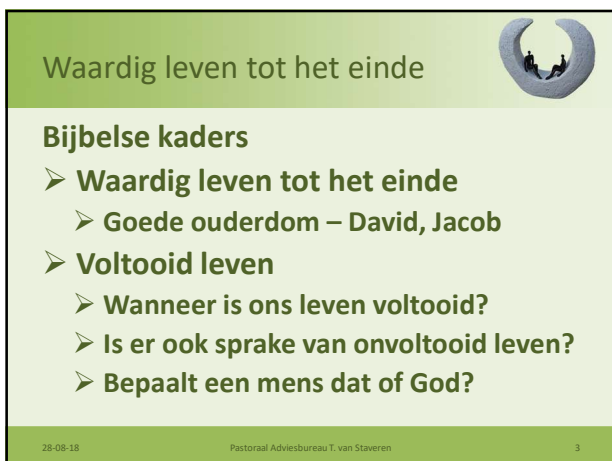 Waardig leven tot het einde
Bijbelse kaders
➢ Waardig leven tot het einde
➢ Goede ouderdom – David, Jacob
➢ Voltooid leven
➢ Wanneer is ons leven voltooid?
➢ Is er ook sprake van onvoltooid leven?
➢ Bepaalt een mens dat of God?
28-08-18 Pastoraal Adviesbureau T. van Staveren 3